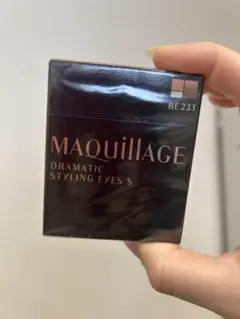 BE233
MAQuillAGE
DRAMATIC
STYLING EYES S